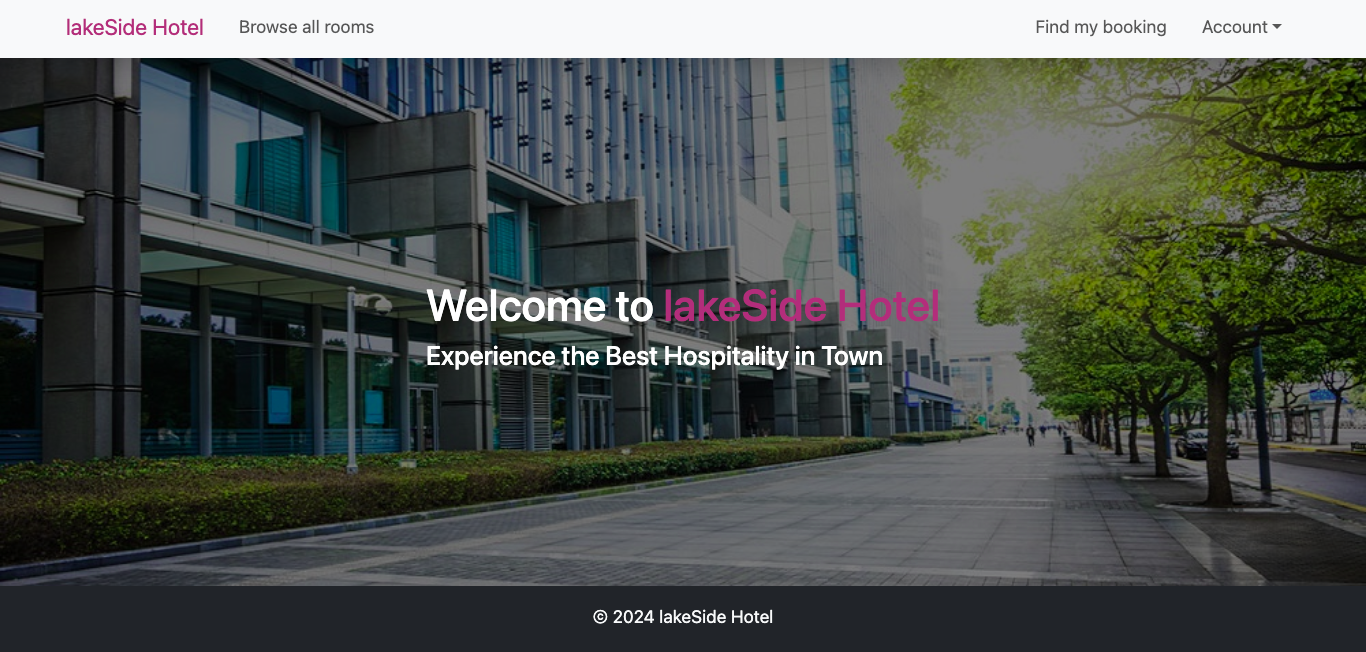 lakeSide Hotel Browse all rooms Find my booking Account
Welcome to lakeSide Hotel
Experience the Best Hospitality in Town
© 2024 lakeSide Hotel